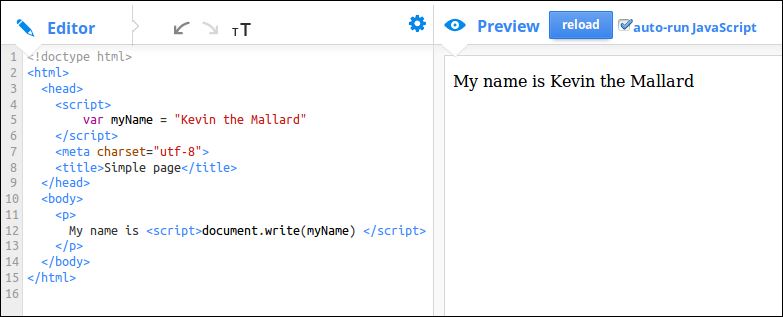 Editor
TT
Preview
reload
auto-run JavaScript
1 <!doctype html>
2 <html>
3   <head>
4     <script>
5         var myName = "Kevin the Mallard"
6     </script>
7     <meta charset="utf-8">
8     <title>Simple page</title>
9   </head>
10   <body>
11     <p>
12       My name is <script>document.write(myName) </script>
13     </p>
14   </body>
15 </html>
16
My name is Kevin the Mallard